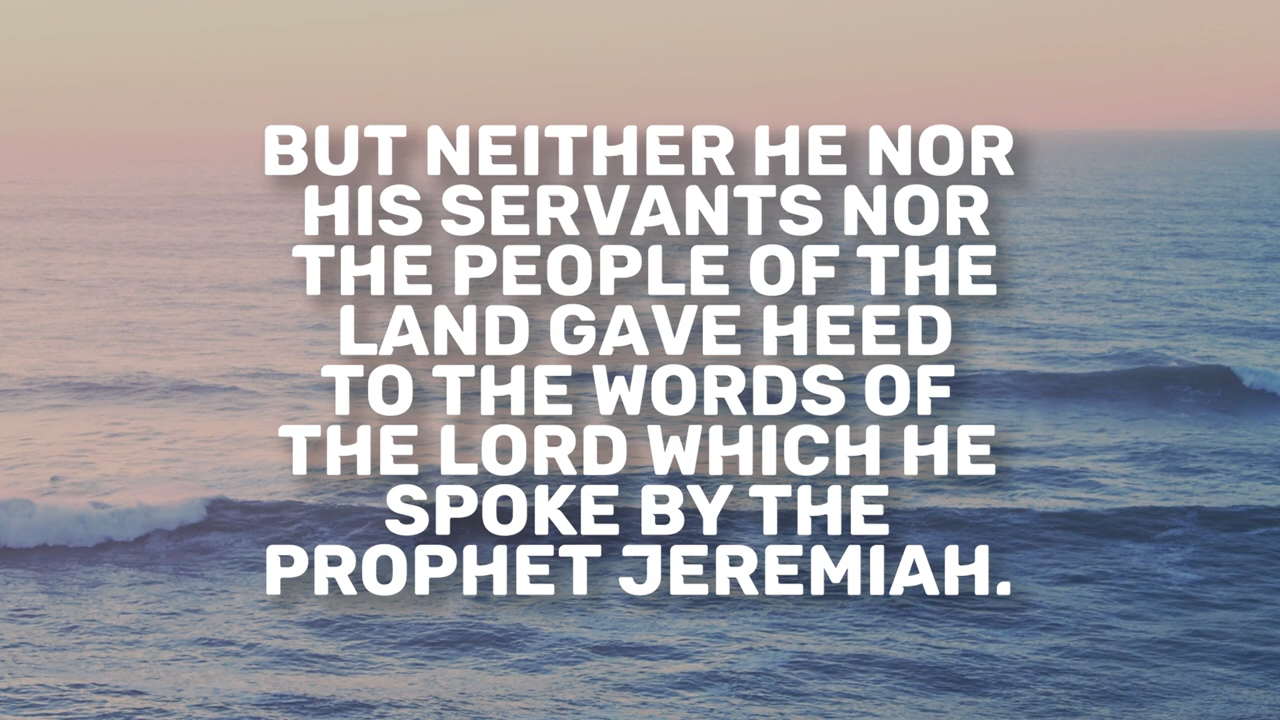 BUT NEITHER HE NOR
HIS SERVANTS NOR
THE PEOPLE OF THE
LAND GAVE HEED
TO THE WORDS OF
THE LORD WHICH HE
SPOKE BY THE
PROPHET JEREMIAH.